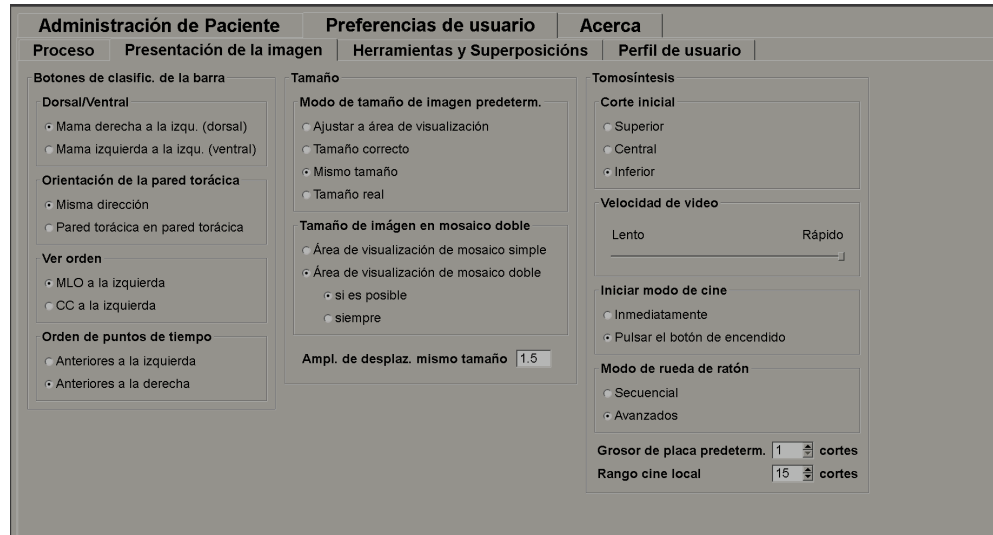 Administración de Paciente Preferencias de usuario Acerca
Proceso Presentación de la imagen Herramientas y Superposicións Perfil de usuario
Botones de clasific. de la barra
Dorsal/Ventral
Mama derecha a la izqu. (dorsal)
Mama izquierda a la izqu. (ventral)
Orientación de la pared torácica
Misma dirección
Pared torácica en pared torácica
Ver orden
MLO a la izquierda
CC a la izquierda
Orden de puntos de tiempo
Anteriores a la izquierda
Anteriores a la derecha
Tamaño
Modo de tamaño de imagen predeterm.
Ajustar a área de visualización
Tamaño correcto
Mismo tamaño
Tamaño real
Tamaño de imágen en mosaico doble
Área de visualización de mosaico simple
Área de visualización de mosaico doble
si es posible
siempre
Ampl. de desplaz. mismo tamaño 1.5
Tomosíntesis
Corte inicial
Superior
Central
Inferior
Velocidad de video
Lento Rápido
Iniciar modo de cine
Inmediatamente
Pulsar el botón de encendido
Modo de rueda de ratón
Secuencial
Avanzados
Grosor de placa predeterm. 1 cortes
Rango cine local 15 cortes